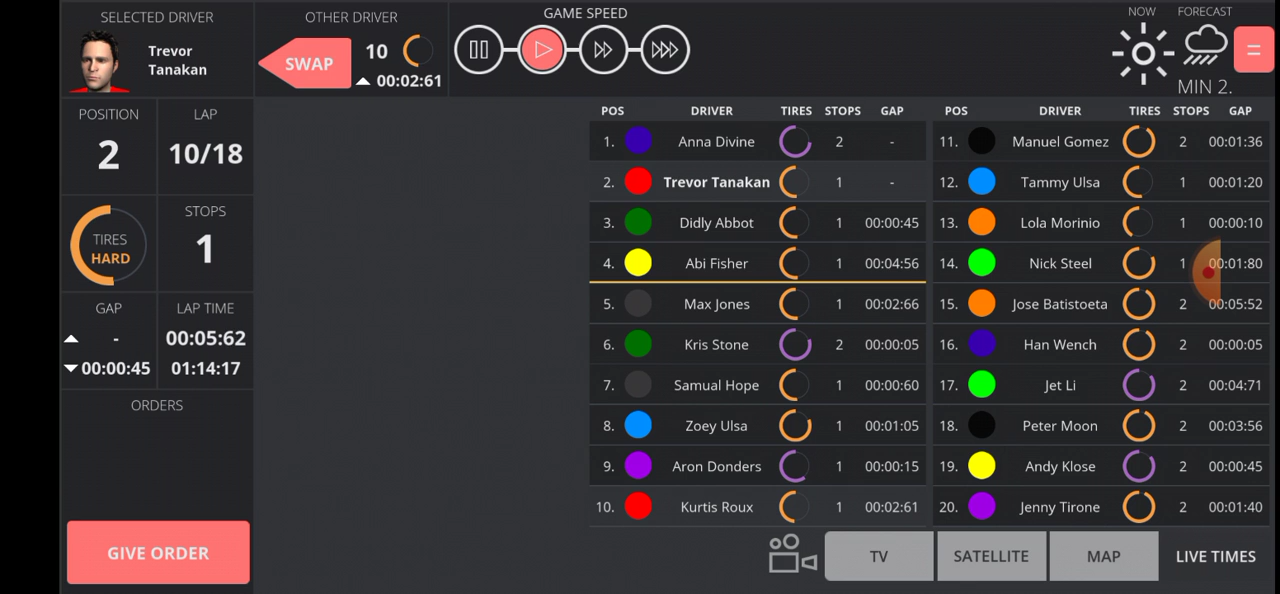 SELECTED DRIVER
Trevor
Tanakan
OTHER DRIVER
SWAP
10
00:02:61
GAME SPEED
NOW
FORECAST
MIN 2.
POSITION
2
LAP
10/18
TIRES
HARD
STOPS
1
GAP
-
00:00:45
LAP TIME
00:05:62
01:14:17
ORDERS
GIVE ORDER
POS DRIVER TIRES STOPS GAP
1. Anna Divine 2 -
2. Trevor Tanakan 1 -
3. Didly Abbot 1 00:00:45
4. Abi Fisher 1 00:04:56
5. Max Jones 1 00:02:66
6. Kris Stone 2 00:00:05
7. Samual Hope 1 00:00:60
8. Zoey Ulsa 1 00:01:05
9. Aron Donders 1 00:00:15
10. Kurtis Roux 1 00:02:61
POS DRIVER TIRES STOPS GAP
11. Manuel Gomez 2 00:01:36
12. Tammy Ulsa 1 00:01:20
13. Lola Morinio 1 00:00:10
14. Nick Steel 1 00:01:80
15. Jose Batistoeta 2 00:05:52
16. Han Wench 2 00:00:05
17. Jet Li 2 00:04:71
18. Peter Moon 2 00:03:56
19. Andy Klose 2 00:00:45
20. Jenny Tirone 2 00:01:40
TV
SATELLITE
MAP
LIVE TIMES